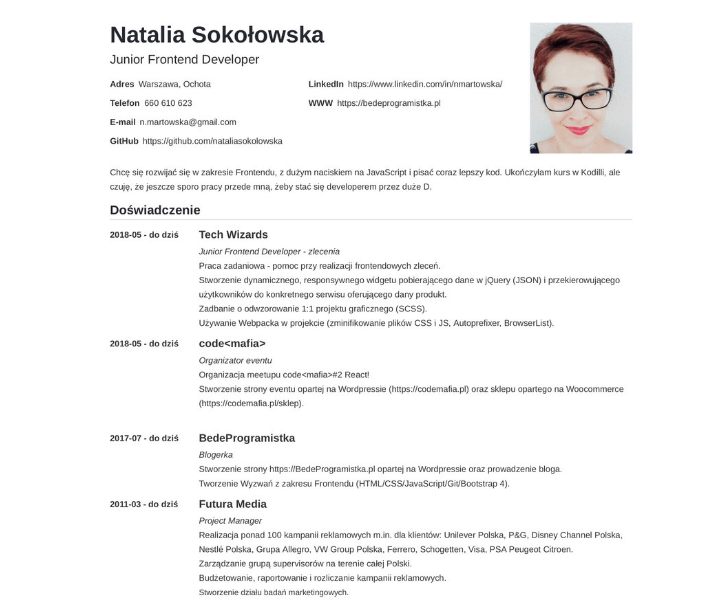 Natalia Sokołowska
Junior Frontend Developer
Adres Warszawa, Ochota
LinkedIn https://www.linkedin.com/in/nmartowska/
Telefon 660 610 623
WWW https://bedeprogramistka.pl
E-mail n.martowska@gmail.com
GitHub https://github.com/nataliasokolowska
Chcę się rozwijać się w zakresie Frontendu, z dużym naciskiem na JavaScript i pisać coraz lepszy kod. Ukończyłam kurs w Kodilli, ale
czuję, że jeszcze sporo pracy przede mną, żeby stać się developerem przez duże D.
Doświadczenie
2018-05 - do dziś
Tech Wizards
Junior Frontend Developer - zlecenia
Praca zadaniowa - pomoc przy realizacji frontendowych zleceń.
Stworzenie dynamicznego, responsywnego widgetu pobierającego dane w jQuery (JSON) i przekierowującego
użytkowników do konkretnego serwisu oferującego dany produkt.
Zadbanie o odwzorowanie 1:1 projektu graficznego (SCSS).
Używanie Webpacka w projekcie (zminifikowanie plików CSS i JS, Autoprefixer, BrowserList).
2018-05 - do dziś
code<mafia>
Organizator eventu
Organizacja meetupu code<mafia>#2 React!
Stworzenie strony eventu opartej na Wordpressie (https://codemafia.pl) oraz sklepu opartego na Woocommerce
(https://codemafia.pl/sklep).
2017-07 - do dziś
BedeProgramistka
Blogerka
Stworzenie strony https://BedeProgramistka.pl opartej na Wordpressie oraz prowadzenie bloga.
Tworzenie Wyzwań z zakresu Frontendu (HTML/CSS/JavaScript/Git/Bootstrap 4).
2011-03 - do dziś
Futura Media
Project Manager
Realizacja ponad 100 kampanii reklamowych m.in. dla klientów: Unilever Polska, P&G, Disney Channel Polska,
Nestlé Polska, Grupa Allegro, VW Group Polska, Ferrero, Schogetten, Visa, PSA Peugeot Citroen.
Zarządzanie grupą supervisorów na terenie całej Polski.
Budżetowanie, raportowanie i rozliczanie kampanii reklamowych.
Stworzenie działu badań marketingowych.